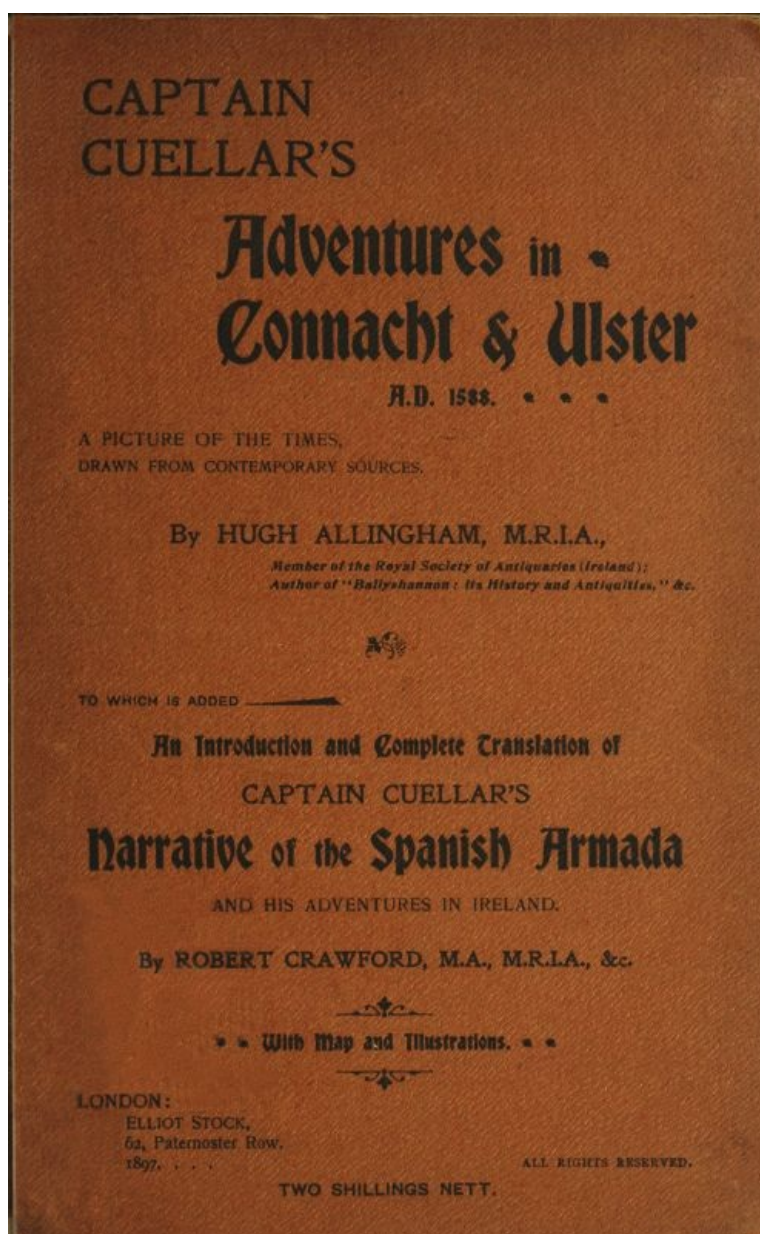 CAPTAIN
CUELLAR'S
Adventures in
Connacht & Ulster
A.D. 1588. . . .
A PICTURE OF THE TIMES,
DRAWN FROM CONTEMPORARY SOURCES.
By HUGH ALLINGHAM, M.R.I.A.,
Member of the Royal Society of Antiquaries (Ireland);
Author of "Ballyshannon: Its History and Antiquities," &c.
TO WHICH IS ADDED
An Introduction and Complete Translation of
CAPTAIN CUELLAR'S
Narrative of the Spanish Armada
AND HIS ADVENTURES IN IRELAND.
By ROBERT CRAWFORD, M.A., M.R.I.A., &c.
With Map and Illustrations.
LONDON:
ELLIOT STOCK,
62, Paternoster Row.
1897. . . .
ALL RIGHTS RESERVED.
TWO SHILLINGS NETT.